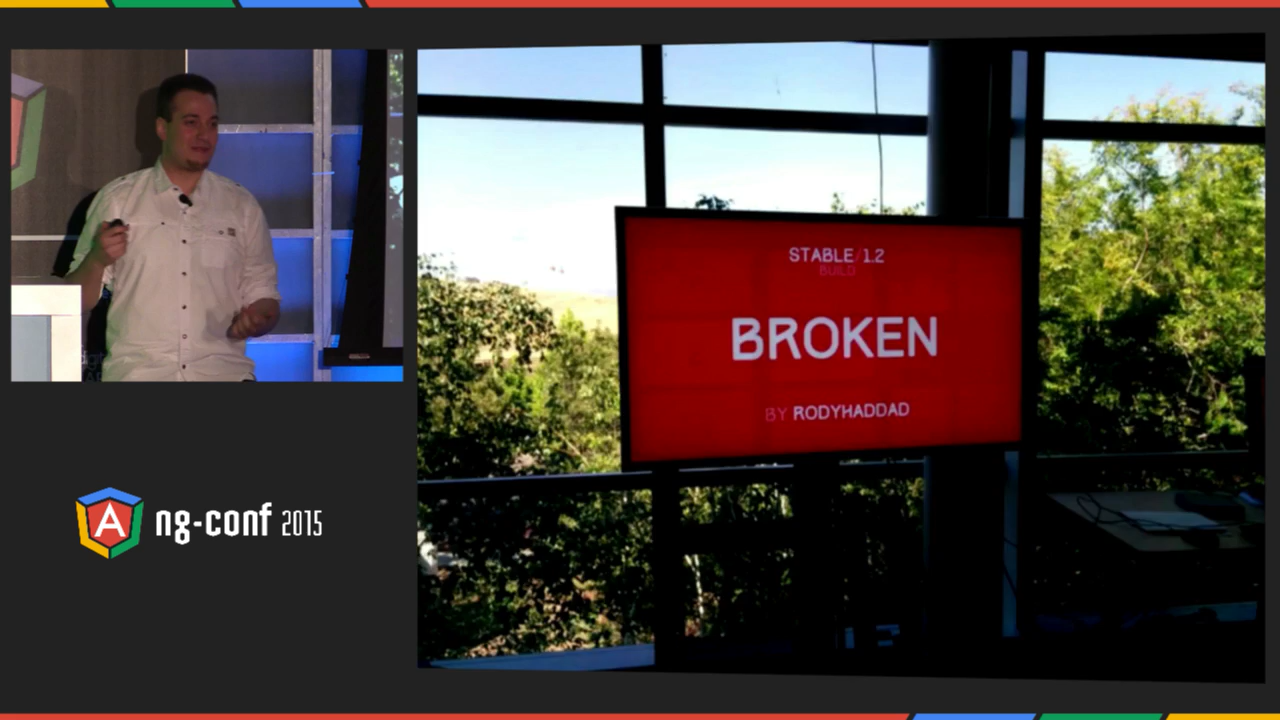 STABLE/1.2
BUILD
BROKEN
BY RODYHADDAD
ng-conf 2015